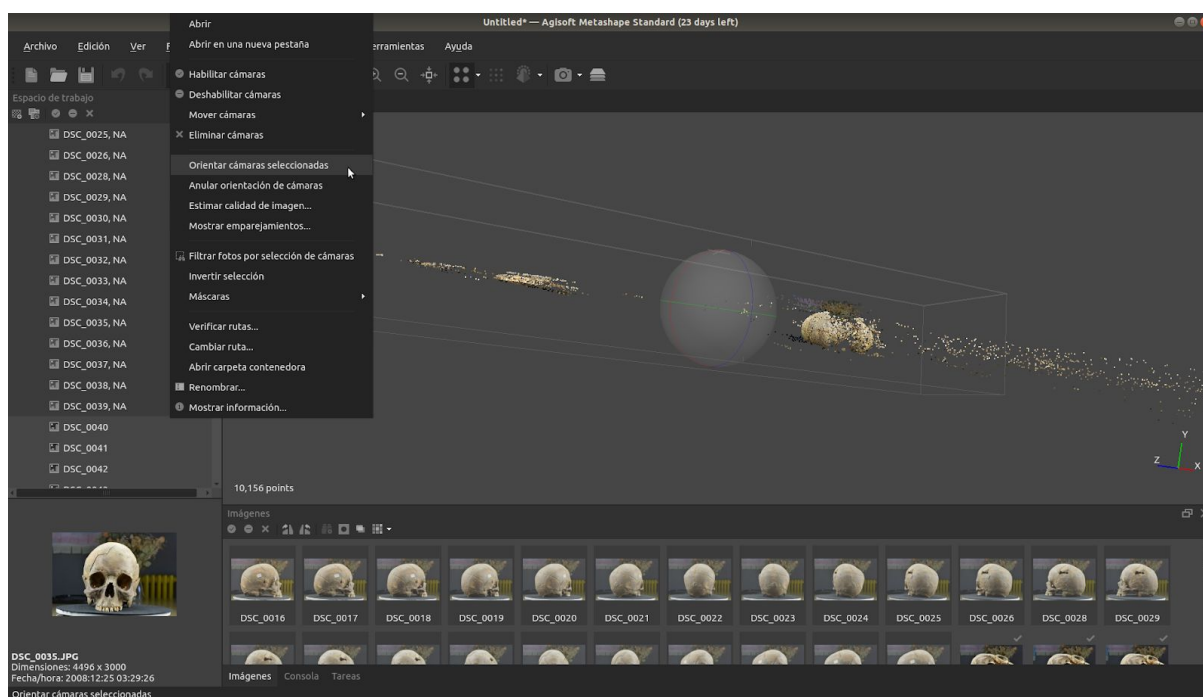 Untitled* — Agisoft Metashape Standard (23 days left)
Archivo Edición Ver
erramientas Ayuda
Abrir
Abrir en una nueva pestaña
Habilitar cámaras
Deshabilitar cámaras
Mover cámaras
Eliminar cámaras
Orientar cámaras seleccionadas
Anular orientación de cámaras
Estimar calidad de imagen...
Mostrar emparejamientos...
Filtrar fotos por selección de cámaras
Invertir selección
Máscaras
Verificar rutas...
Cambiar ruta...
Abrir carpeta contenedora
Renombrar...
Mostrar información...
Espacio de trabajo
DSC_0025, NA
DSC_0026, NA
DSC_0028, NA
DSC_0029, NA
DSC_0030, NA
DSC_0031, NA
DSC_0032, NA
DSC_0033, NA
DSC_0034, NA
DSC_0035, NA
DSC_0036, NA
DSC_0037, NA
DSC_0038, NA
DSC_0039, NA
DSC_0040
DSC_0041
DSC_0042
Y
Z X
10,156 points
Imágenes
DSC_0016 DSC_0017 DSC_0018 DSC_0019 DSC_0020 DSC_0021 DSC_0022 DSC_0023 DSC_0024 DSC_0025 DSC_0026 DSC_0028 DSC_0029
DSC_0035.JPG
Dimensiones: 4496 x 3000
Fecha/hora: 2008:12:25 03:29:26
Imágenes Consola Tareas
Orientar cámaras seleccionadas